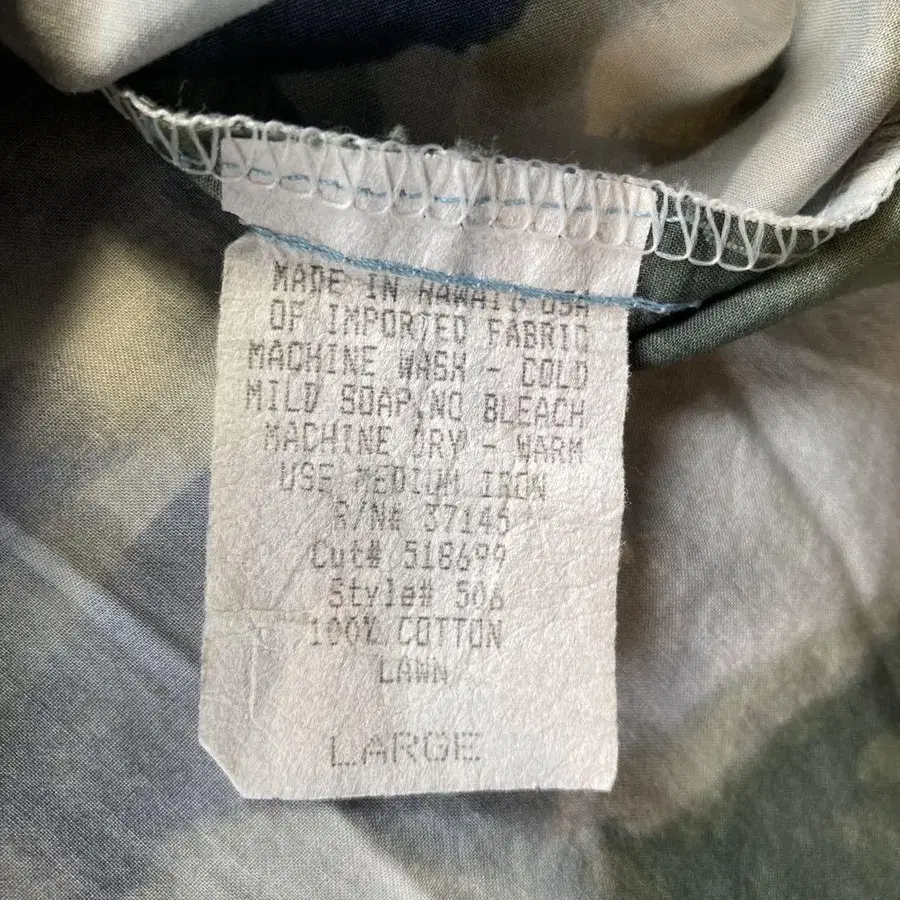 MADE IN HAWAII USA
OF IMPORTED FABRIC
MACHINE WASH - COLD
MILD SOAP,NO BLEACH
MACHINE DRY - WARM
USE MEDIUM IRON
R/N# 37145
Cut# 518699
Style# 506
100% COTTON
LAWN
LARGE